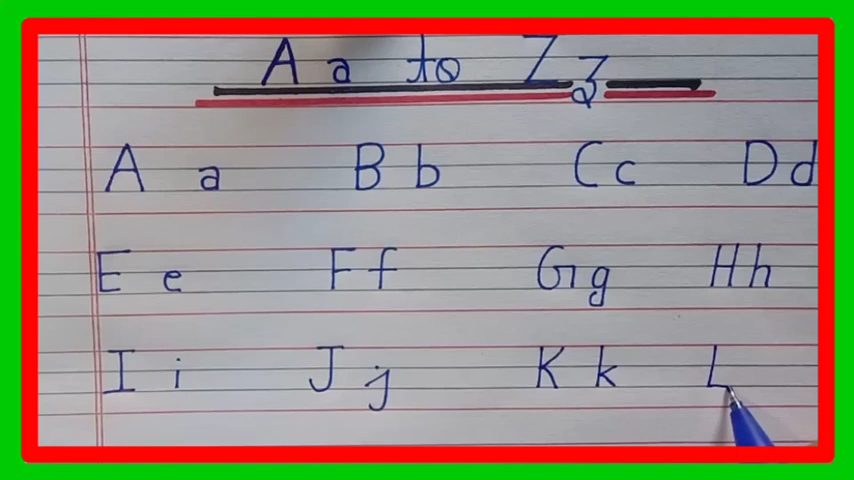 Aa to Zz
A a B b C c D d
E e F f G g H h
I i J j K k L